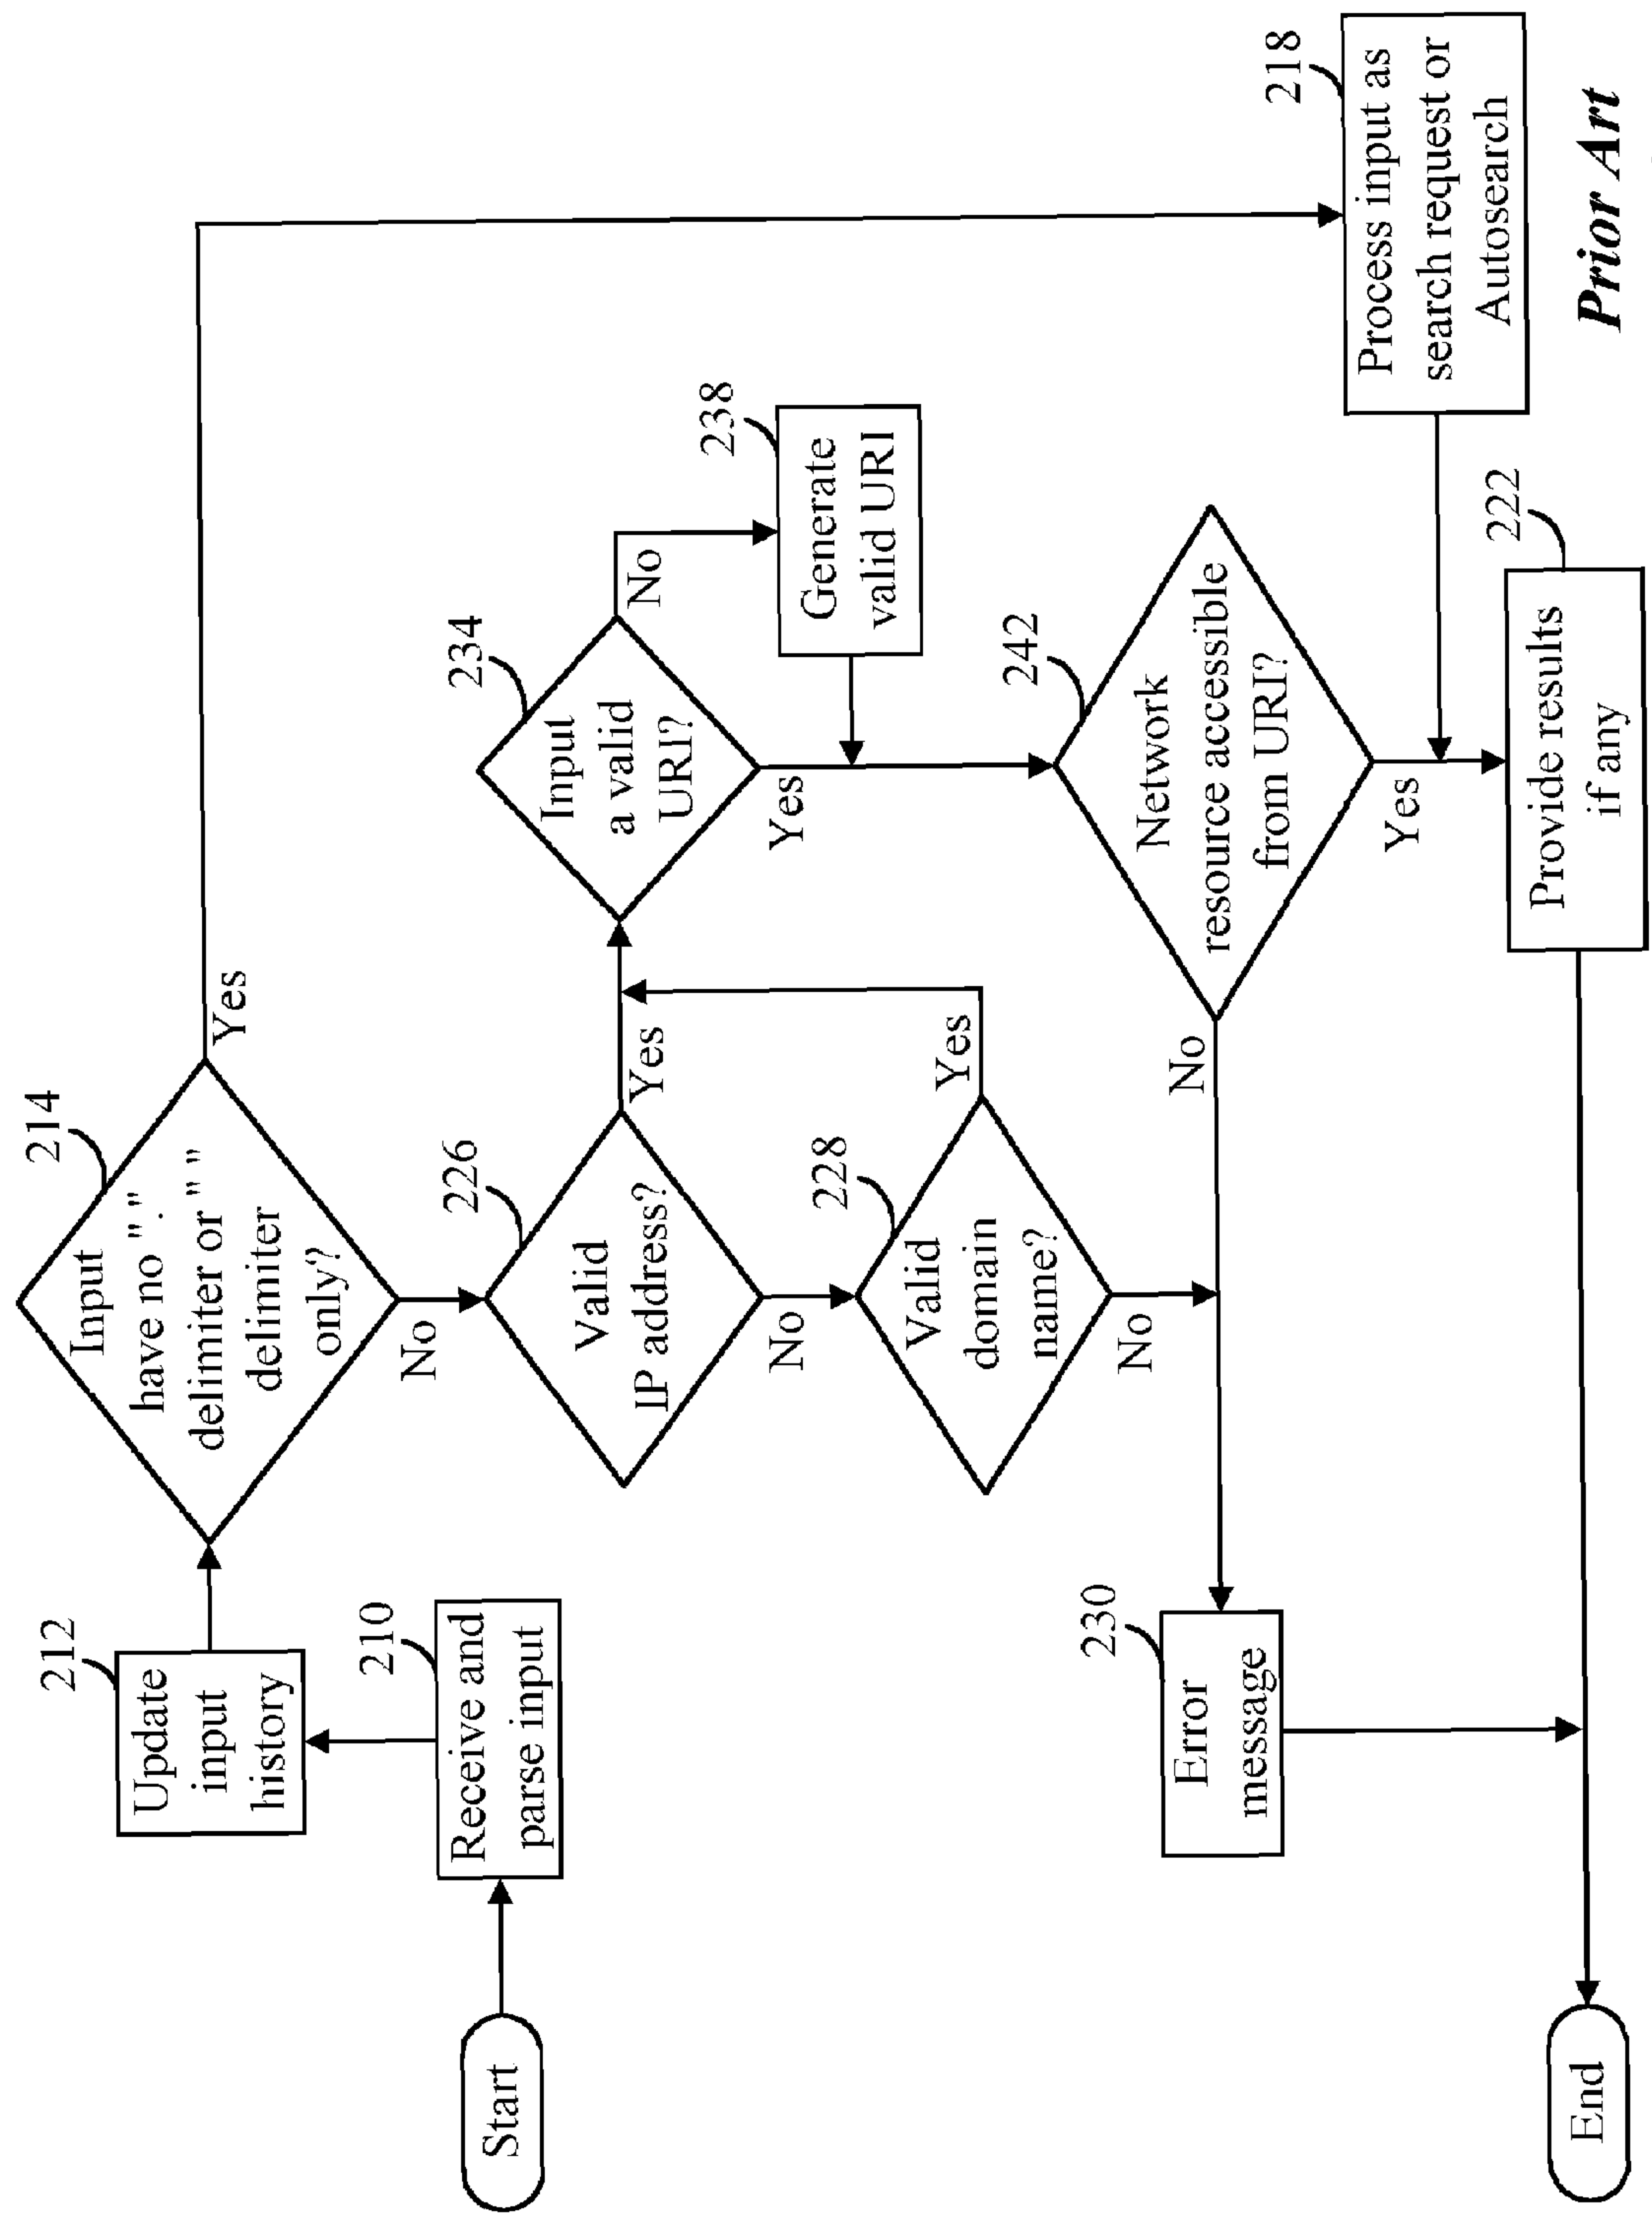 214
Input
have no "."
delimiter or " "
delimiter
only?
Yes
No
212
Update
input
history
210
Receive and
parse input
Start
226
Valid
IP address?
Yes
No
234
Input
a valid
URI?
No
Yes
238
Generate
valid URI
228
Valid
domain
name?
Yes
No
242
Network
resource accessible
from URI?
No
Yes
230
Error
message
218
Process input as
search request or
Autosearch
222
Provide results
if any
End
Prior Art